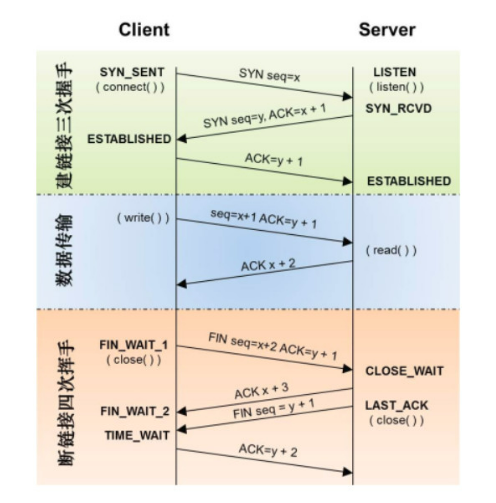 Client
Server
建链接三次握手
SYN_SENT
( connect( ) )
SYN seq=x
LISTEN
( listen( ) )
SYN_RCVD
SYN seq=y, ACK=x + 1
ESTABLISHED
ACK=y + 1
ESTABLISHED
数据传输
( write( ) )
seq=x+1 ACK=y + 1
( read( ) )
ACK x + 2
断链接四次挥手
FIN_WAIT_1
( close( ) )
FIN seq=x+2 ACK=y + 1
CLOSE_WAIT
ACK x + 3
FIN_WAIT_2
FIN seq = y + 1
LAST_ACK
( close( ) )
TIME_WAIT
ACK=y + 2